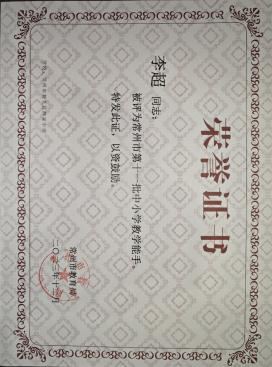 荣誉证书
李超 同志：
被评为常州市第十一批中小学教学能手。
特发此证，以资鼓励。
常州市教育局